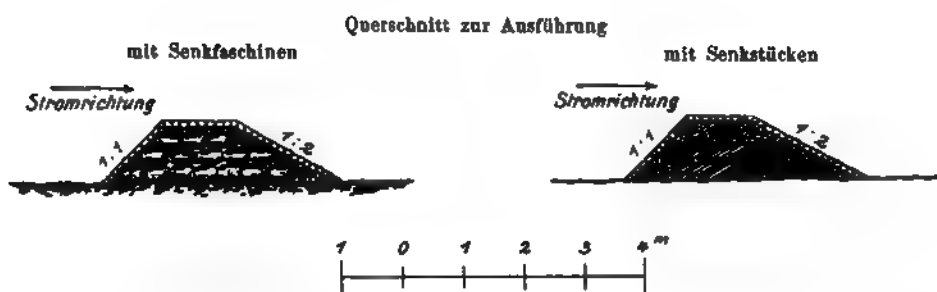 Querschnitt zur Ausführung
mit Senkfaschinen
mit Senkstücken
Stromrichtung
Stromrichtung
1:1
1:2
1:1
1:2
1 0 1 2 3 4 m